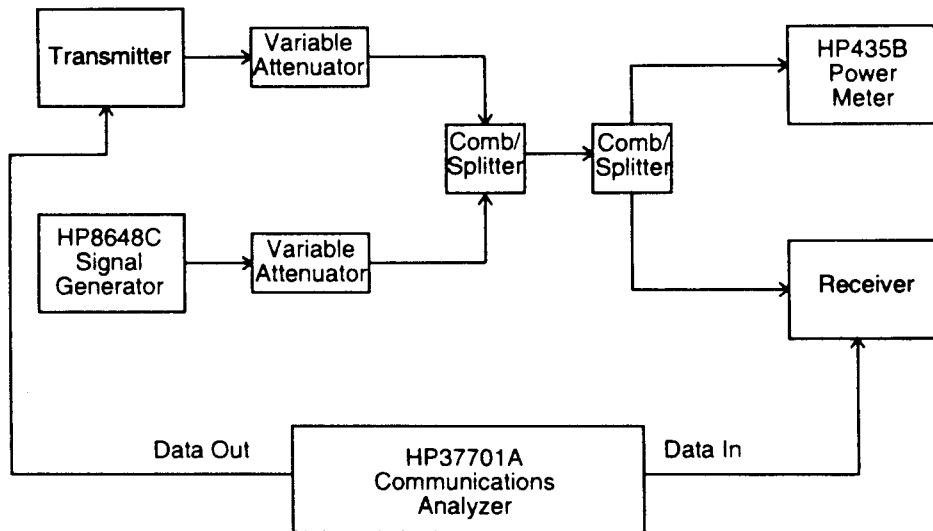 Transmitter
Variable
Attenuator
HP435B
Power
Meter
Comb/
Splitter
Comb/
Splitter
HP8648C
Signal
Generator
Variable
Attenuator
Receiver
Data Out
HP37701A
Communications
Analyzer
Data In